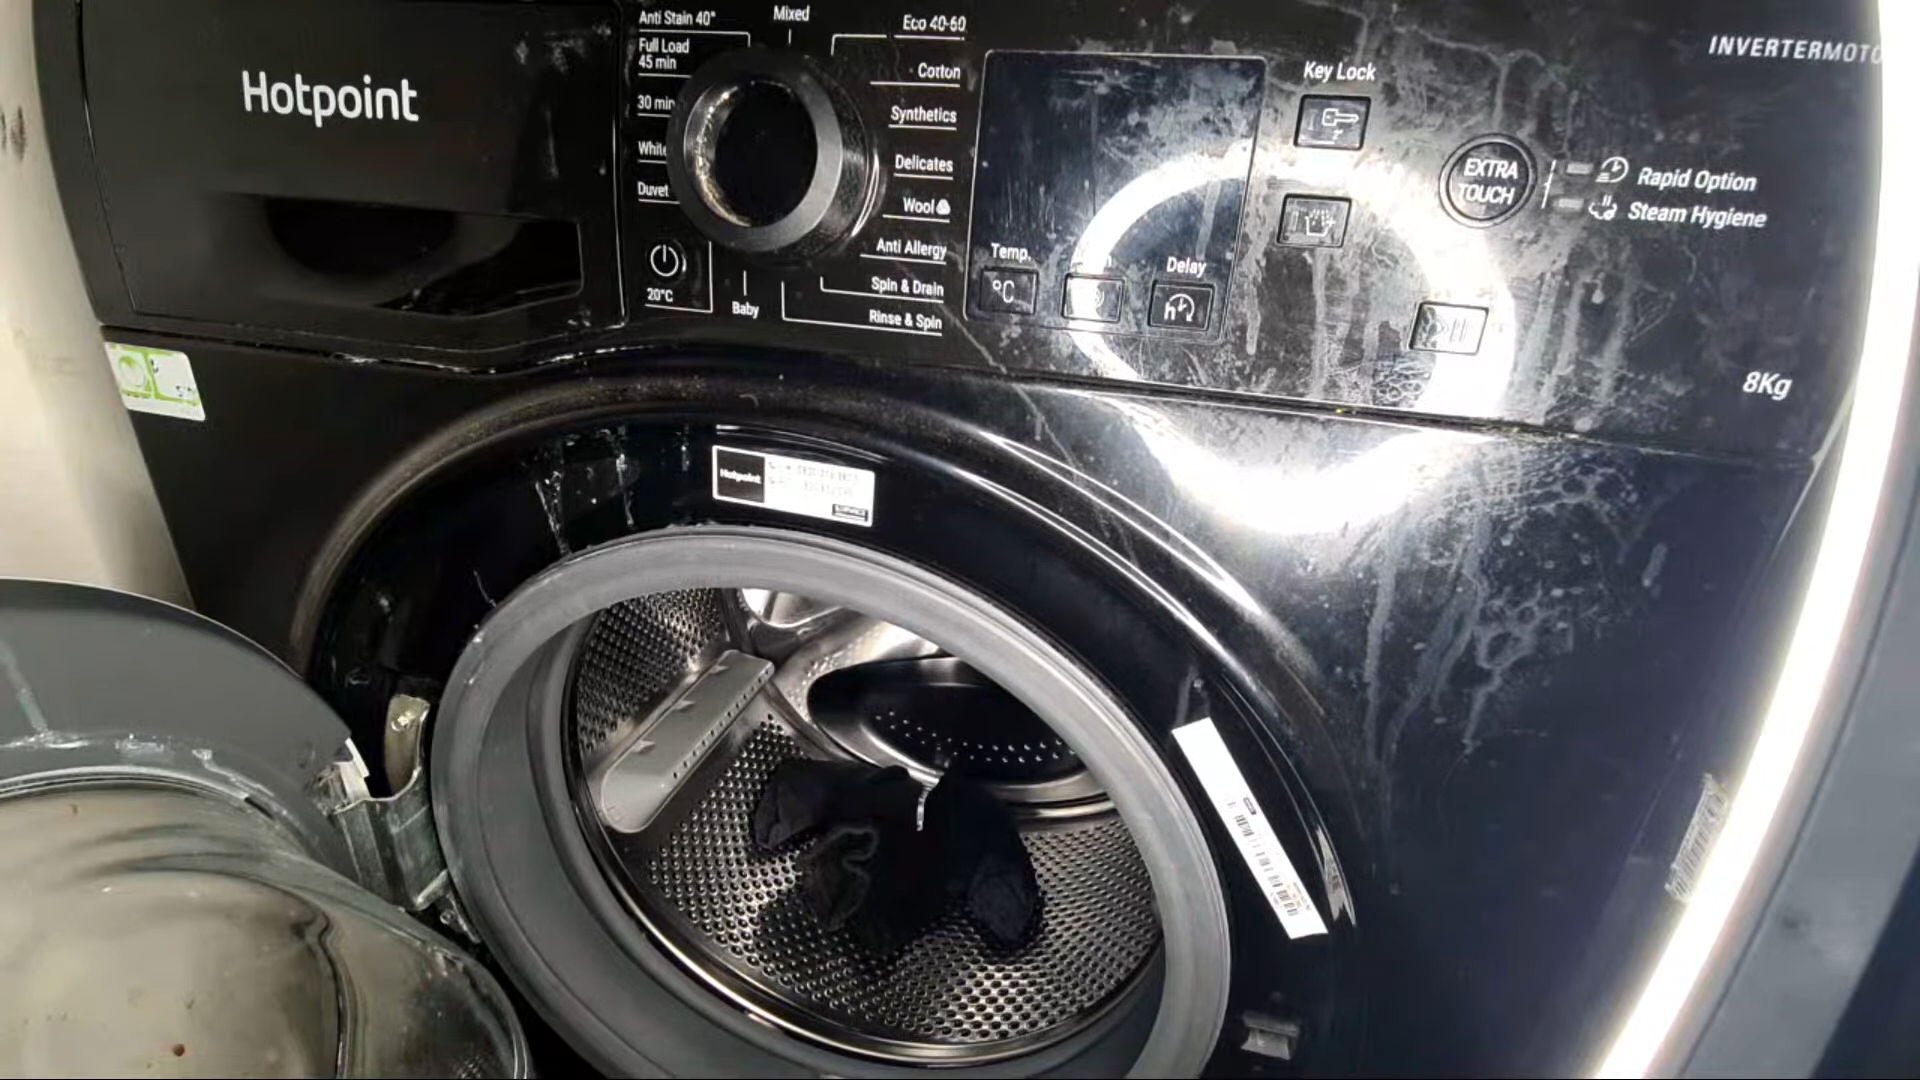 Hotpoint
Anti Stain 40°
Full Load
45 min
30 min
White
Duvet
20°C
Mixed
Baby
Eco 40-60
Cotton
Synthetics
Delicates
Wool
Anti Allergy
Spin & Drain
Rinse & Spin
Temp.
°C
Delay
h
Key Lock
EXTRA
TOUCH
Rapid Option
Steam Hygiene
INVERTERMOTO
8Kg
Hotpoint
SERVICE